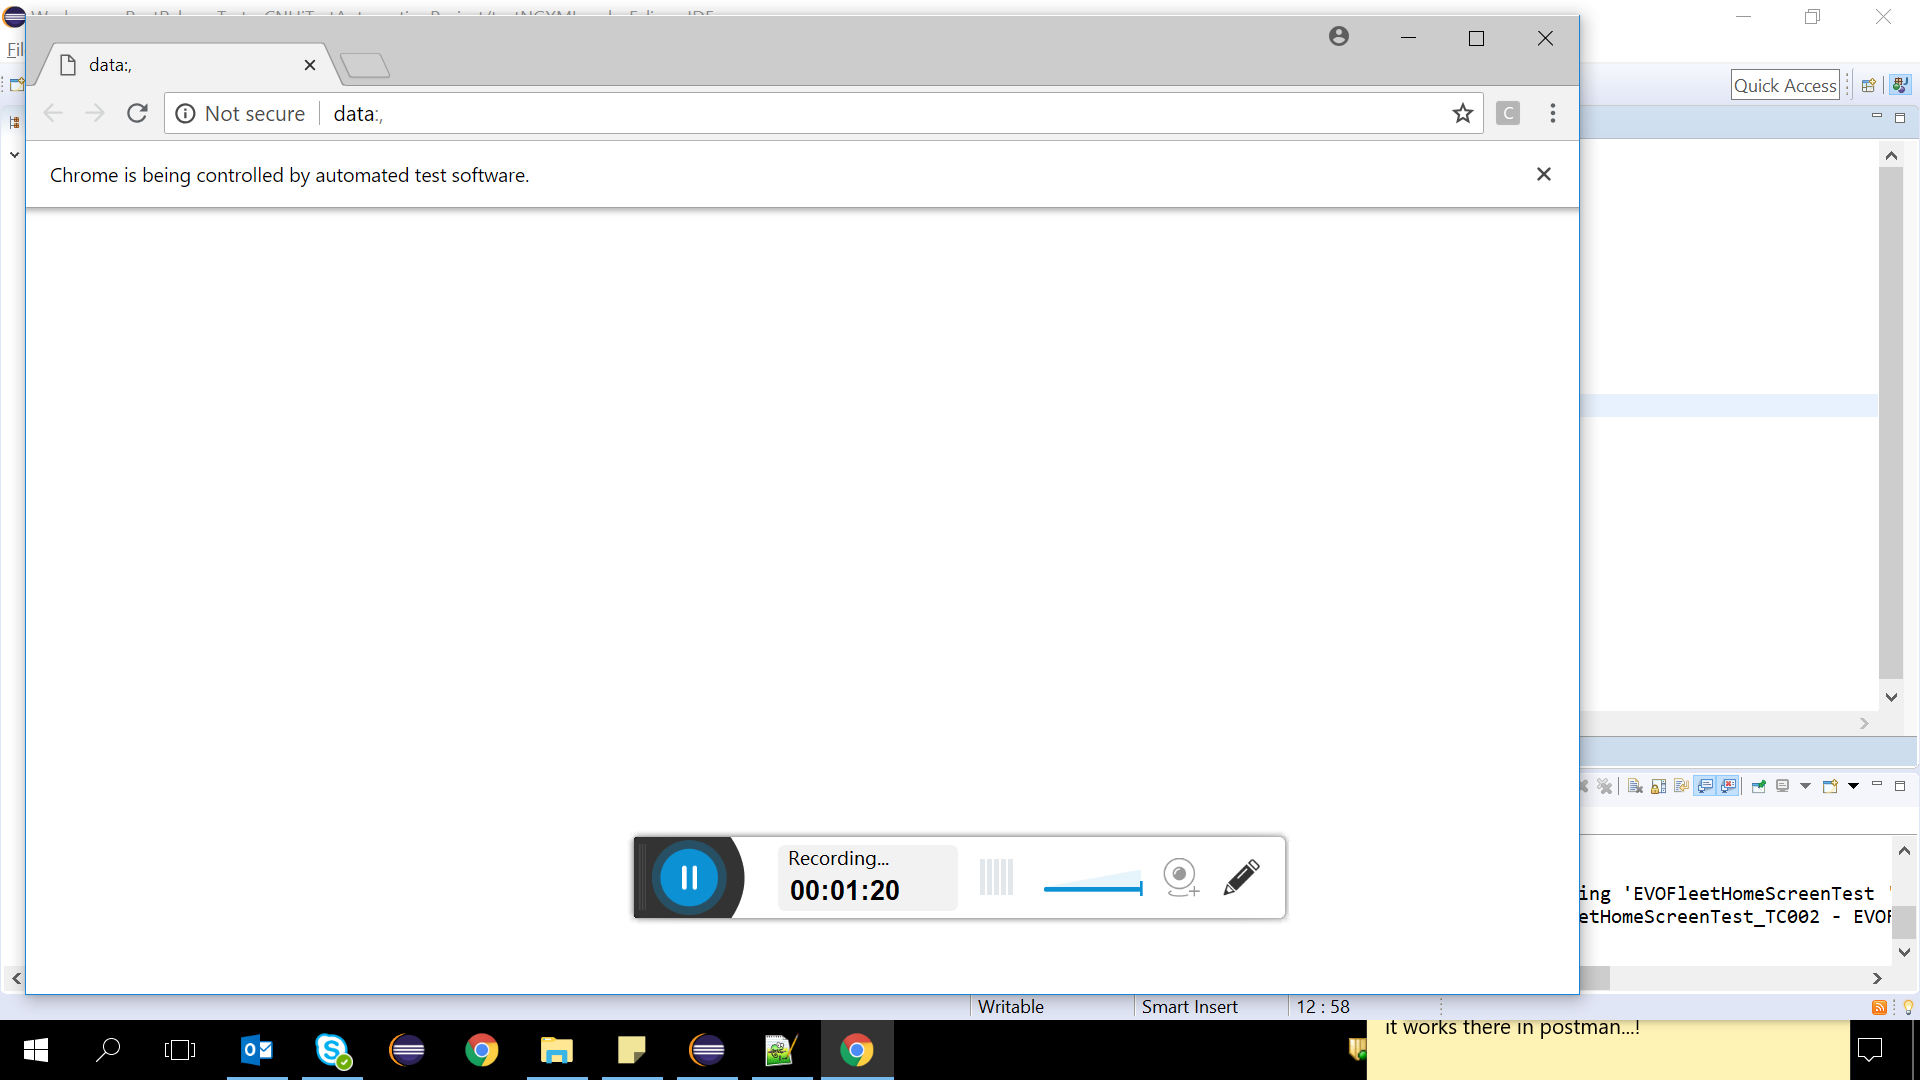 data:,
Fil
Quick Access
C
Not secure
data:,
Chrome is being controlled by automated test software.
Recording...
00:01:20
ing 'EVOFleetHomeScreenTest '
etHomeScreenTest_TC002 - EVOF
Writable
Smart Insert
12 : 58
it works there in postman...!